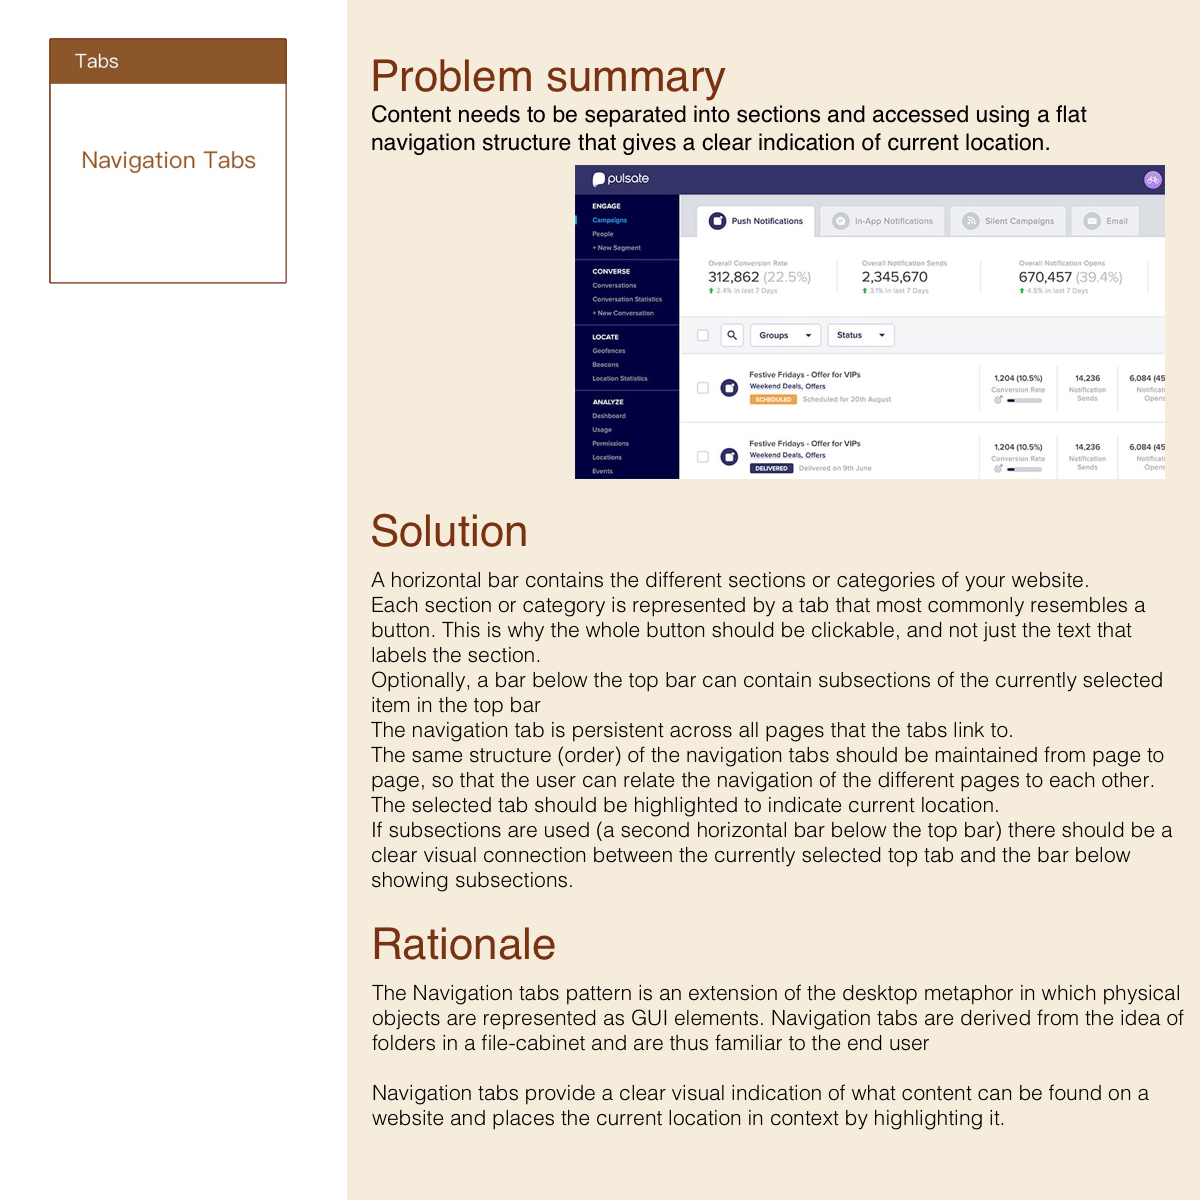 Tabs
Navigation Tabs
Problem summary
Content needs to be separated into sections and accessed using a flat
navigation structure that gives a clear indication of current location.
pulsate
ENGAGE
Campaigns
People
+ New Segment
CONVERSE
Conversations
Conversation Statistics
+ New Conversation
LOCATE
Geofences
Beacons
Location Statistics
ANALYZE
Dashboard
Usage
Permissions
Locations
Events
Push Notifications In-App Notifications Silent Campaigns Email
Overall Conversion Rate Overall Notification Sends Overall Notification Opens
312,862 (22.5%) 2,345,670 670,457 (39.4%)
2.4% in last 7 Days 3.1% in last 7 Days 4.5% in last 7 Days
Groups Status
Festive Fridays - Offer for VIPs
Weekend Deals, Offers
SCHEDULED Scheduled for 20th August
1,204 (10.5%) 14,236 6,084 (45
Conversion Rate Notification Sends Notificati Opens
Festive Fridays - Offer for VIPs
Weekend Deals, Offers
DELIVERED Delivered on 9th June
1,204 (10.5%) 14,236 6,084 (45
Conversion Rate Notification Sends Notificati Opens
Solution
A horizontal bar contains the different sections or categories of your website.
Each section or category is represented by a tab that most commonly resembles a
button. This is why the whole button should be clickable, and not just the text that
labels the section.
Optionally, a bar below the top bar can contain subsections of the currently selected
item in the top bar
The navigation tab is persistent across all pages that the tabs link to.
The same structure (order) of the navigation tabs should be maintained from page to
page, so that the user can relate the navigation of the different pages to each other.
The selected tab should be highlighted to indicate current location.
If subsections are used (a second horizontal bar below the top bar) there should be a
clear visual connection between the currently selected top tab and the bar below
showing subsections.
Rationale
The Navigation tabs pattern is an extension of the desktop metaphor in which physical
objects are represented as GUI elements. Navigation tabs are derived from the idea of
folders in a file-cabinet and are thus familiar to the end user
Navigation tabs provide a clear visual indication of what content can be found on a
website and places the current location in context by highlighting it.